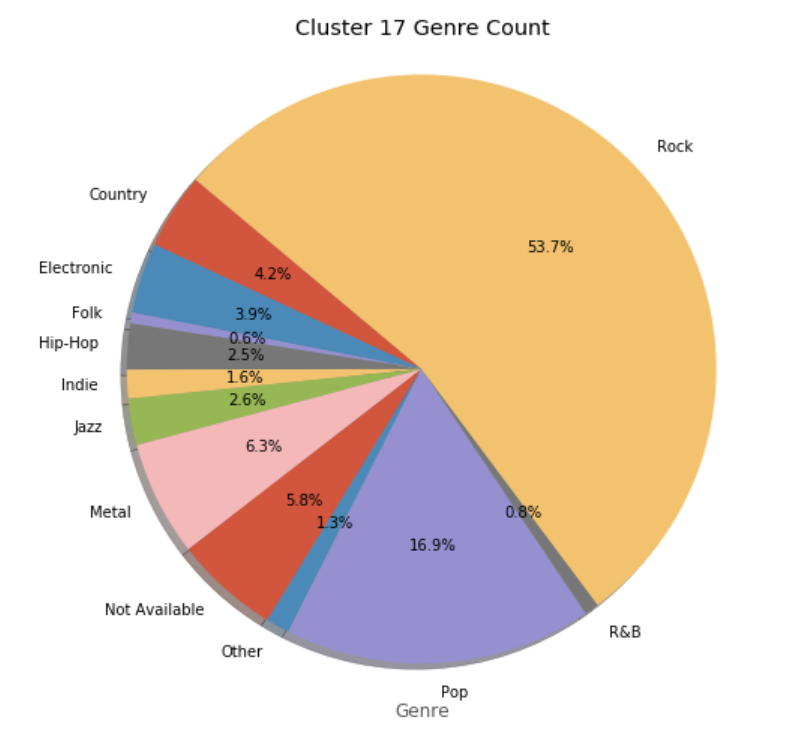 Cluster 17 Genre Count
Rock
53.7%
Country
4.2%
Electronic
3.9%
Folk
0.6%
Hip-Hop
2.5%
Indie
1.6%
Jazz
2.6%
Metal
6.3%
Not Available
5.8%
Other
1.3%
Pop
16.9%
R&B
0.8%
Genre